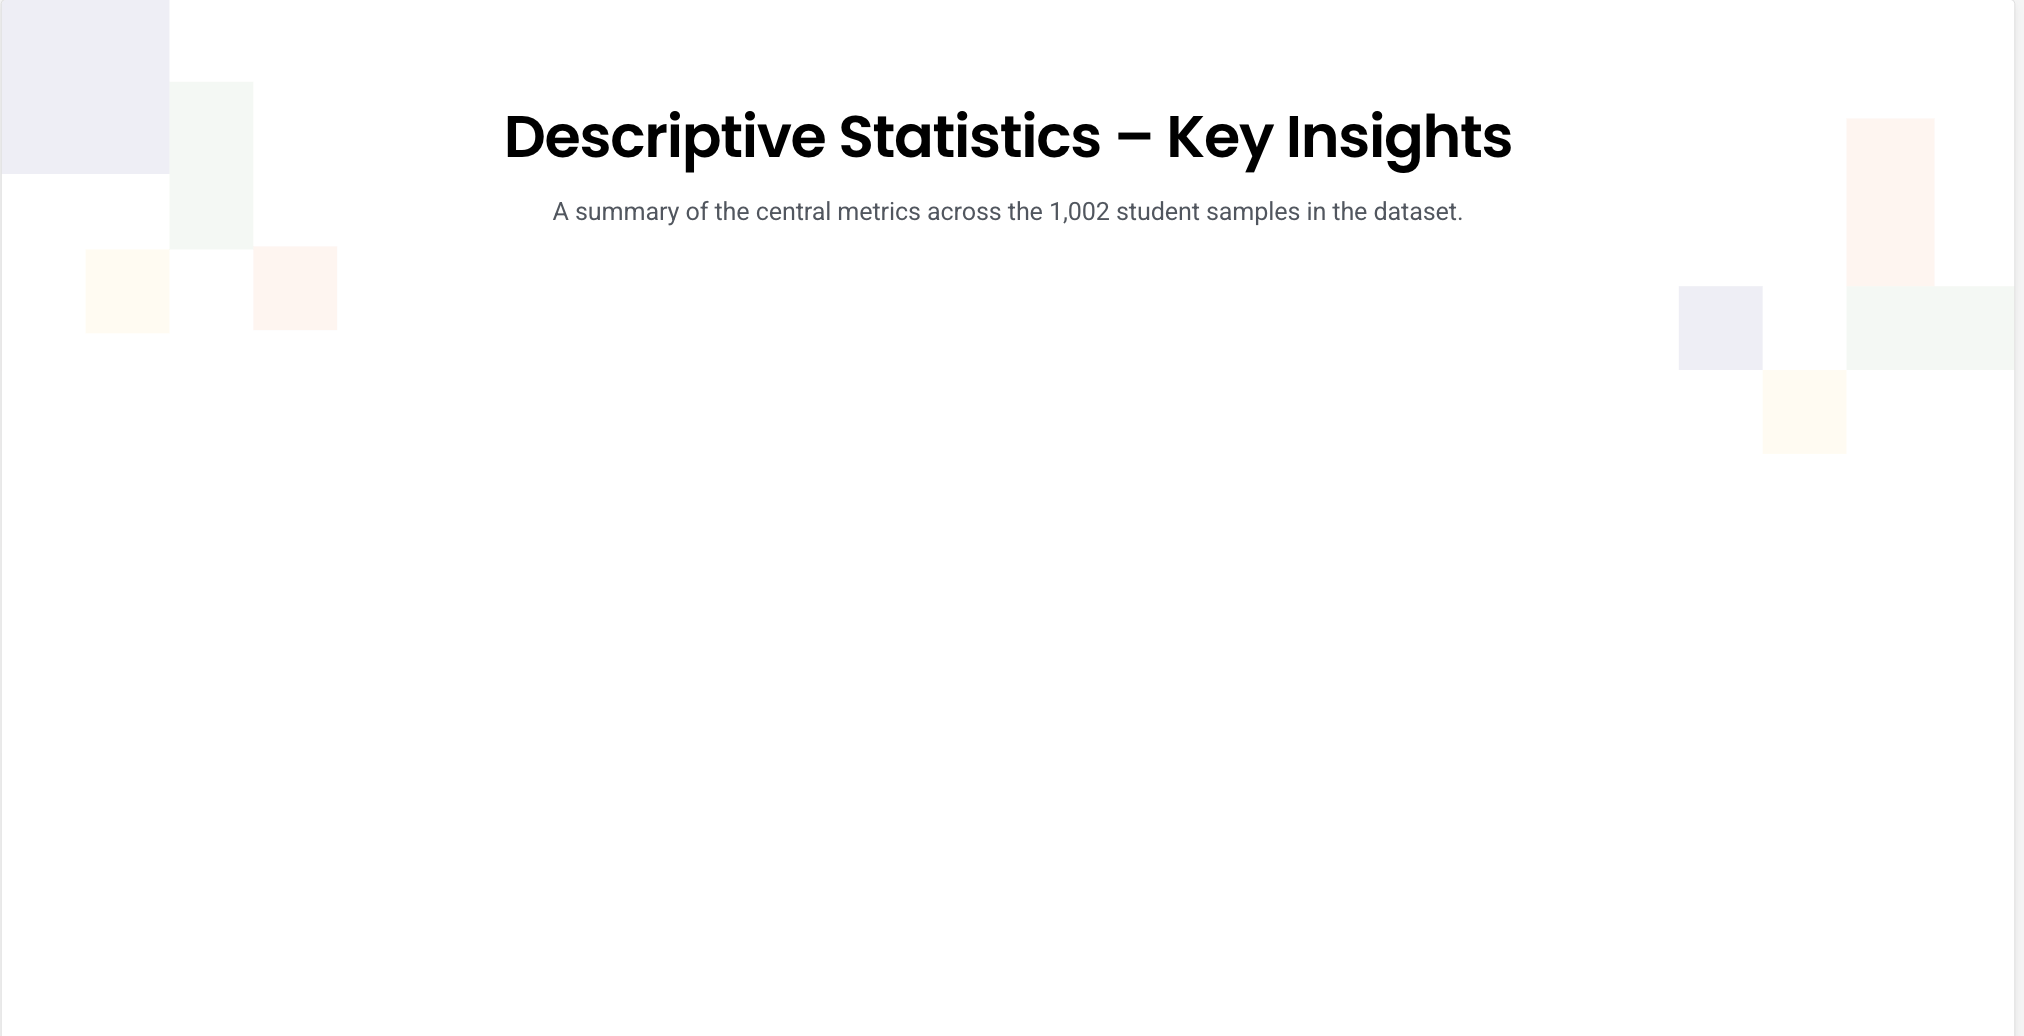 Descriptive Statistics – Key Insights
A summary of the central metrics across the 1,002 student samples in the dataset.